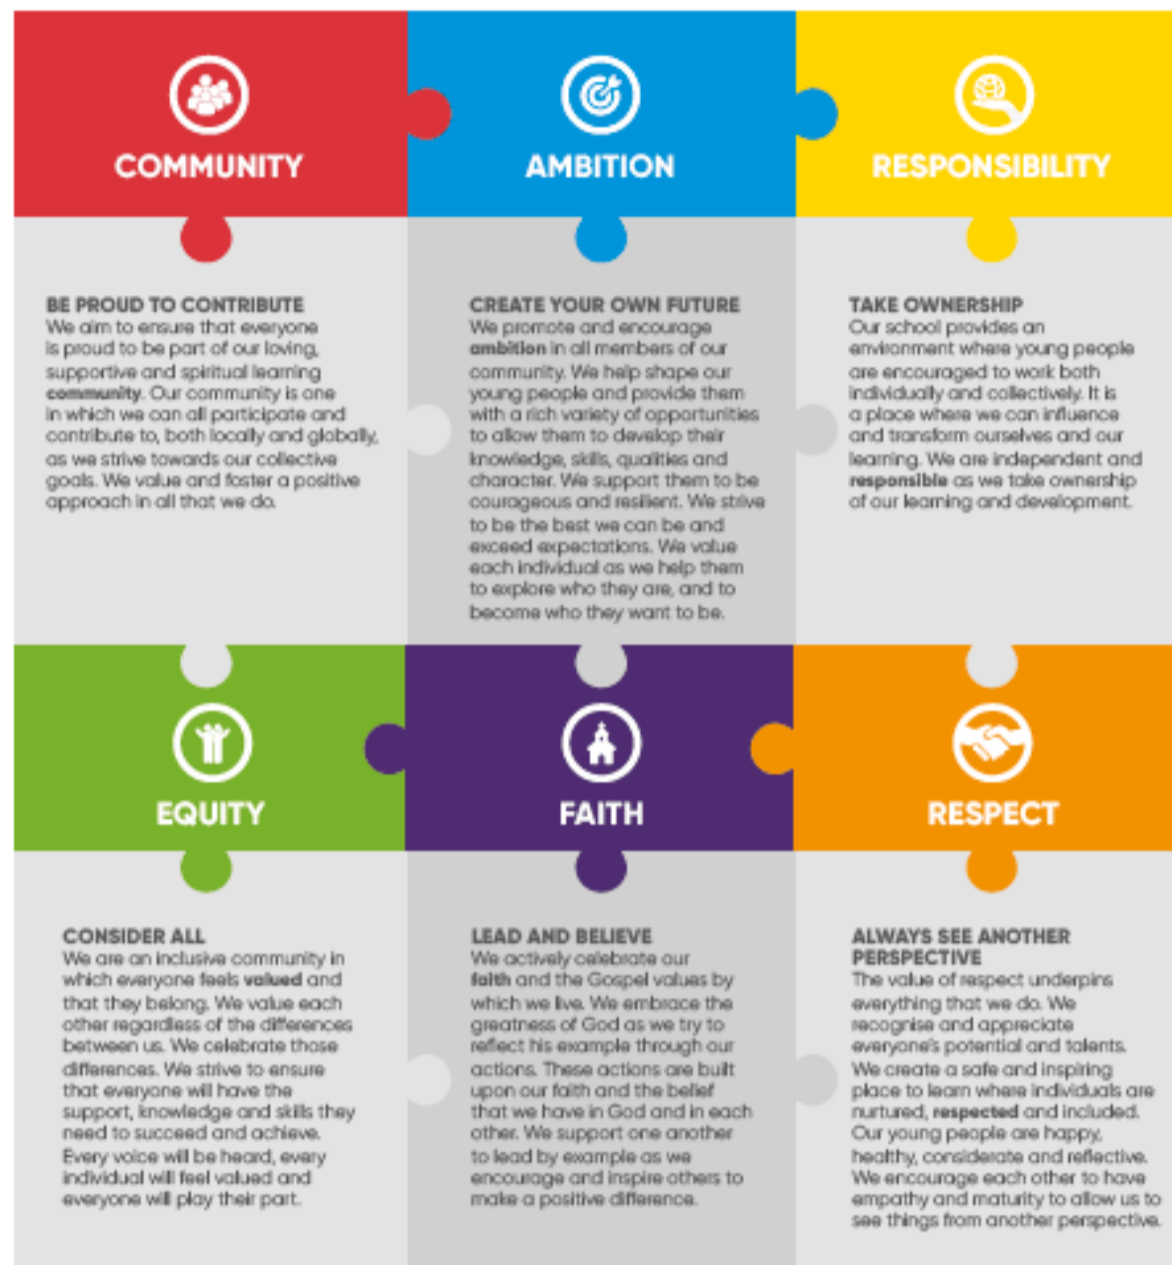 COMMUNITY
BE PROUD TO CONTRIBUTE
We aim to ensure that everyone
is proud to be part of our loving,
supportive and spiritual learning
community. Our community is one
in which we can all participate and
contribute to, both locally and globally,
as we strive towards our collective
goals. We value and foster a positive
approach in all that we do.
AMBITION
CREATE YOUR OWN FUTURE
We promote and encourage
ambition in all members of our
community. We help shape our
young people and provide them
with a rich variety of opportunities
to allow them to develop their
knowledge, skills, qualities and
character. We support them to be
courageous and resilient. We strive
to be the best we can be and
exceed expectations. We value
each individual as we help them
to explore who they are, and to
become who they want to be.
RESPONSIBILITY
TAKE OWNERSHIP
Our school provides an
environment where young people
are encouraged to work both
individually and collectively. It is
a place where we can influence
and transform ourselves and our
learning. We are independent and
responsible as we take ownership
of our learning and development.
EQUITY
CONSIDER ALL
We are an inclusive community in
which everyone feels valued and
that they belong. We value each
other regardless of the differences
between us. We celebrate those
differences. We strive to ensure
that everyone will have the
support, knowledge and skills they
need to succeed and achieve.
Every voice will be heard, every
individual will feel valued and
everyone will play their part.
FAITH
LEAD AND BELIEVE
We actively celebrate our
faith and the Gospel values by
which we live. We embrace the
greatness of God as we try to
reflect his example through our
actions. These actions are built
upon our faith and the belief
that we have in God and in each
other. We support one another
to lead by example as we
encourage and inspire others to
make a positive difference.
RESPECT
ALWAYS SEE ANOTHER
PERSPECTIVE
The value of respect underpins
everything that we do. We
recognise and appreciate
everyone's potential and talents.
We create a safe and inspiring
place to learn where individuals are
nurtured, respected and included.
Our young people are happy,
healthy, considerate and reflective.
We encourage each other to have
empathy and maturity to allow us to
see things from another perspective.